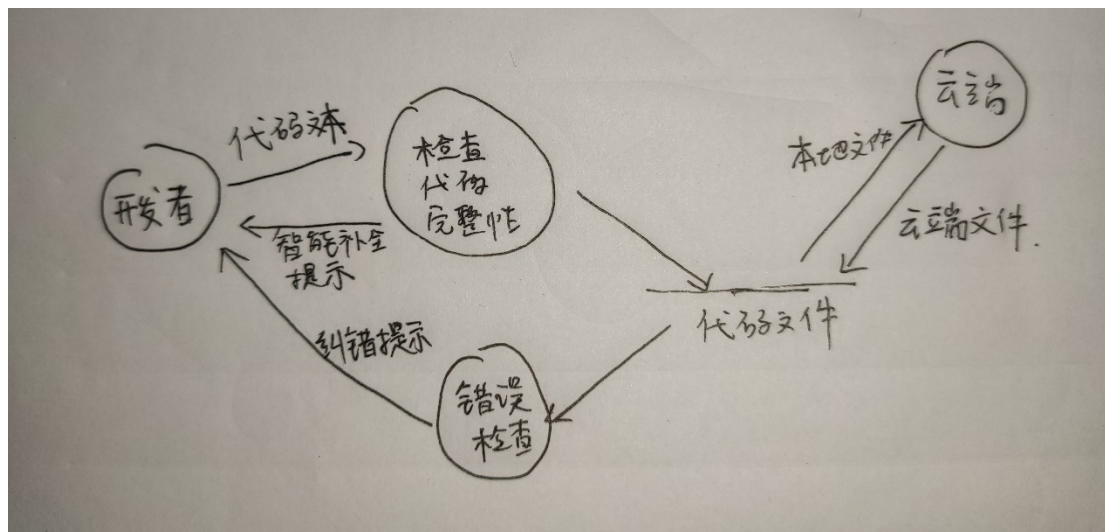 云端
代码文本
检查
代码
完整性
本地文件
开发者
云端文件.
智能补全
提示
代码文件
纠错提示
错误
检查